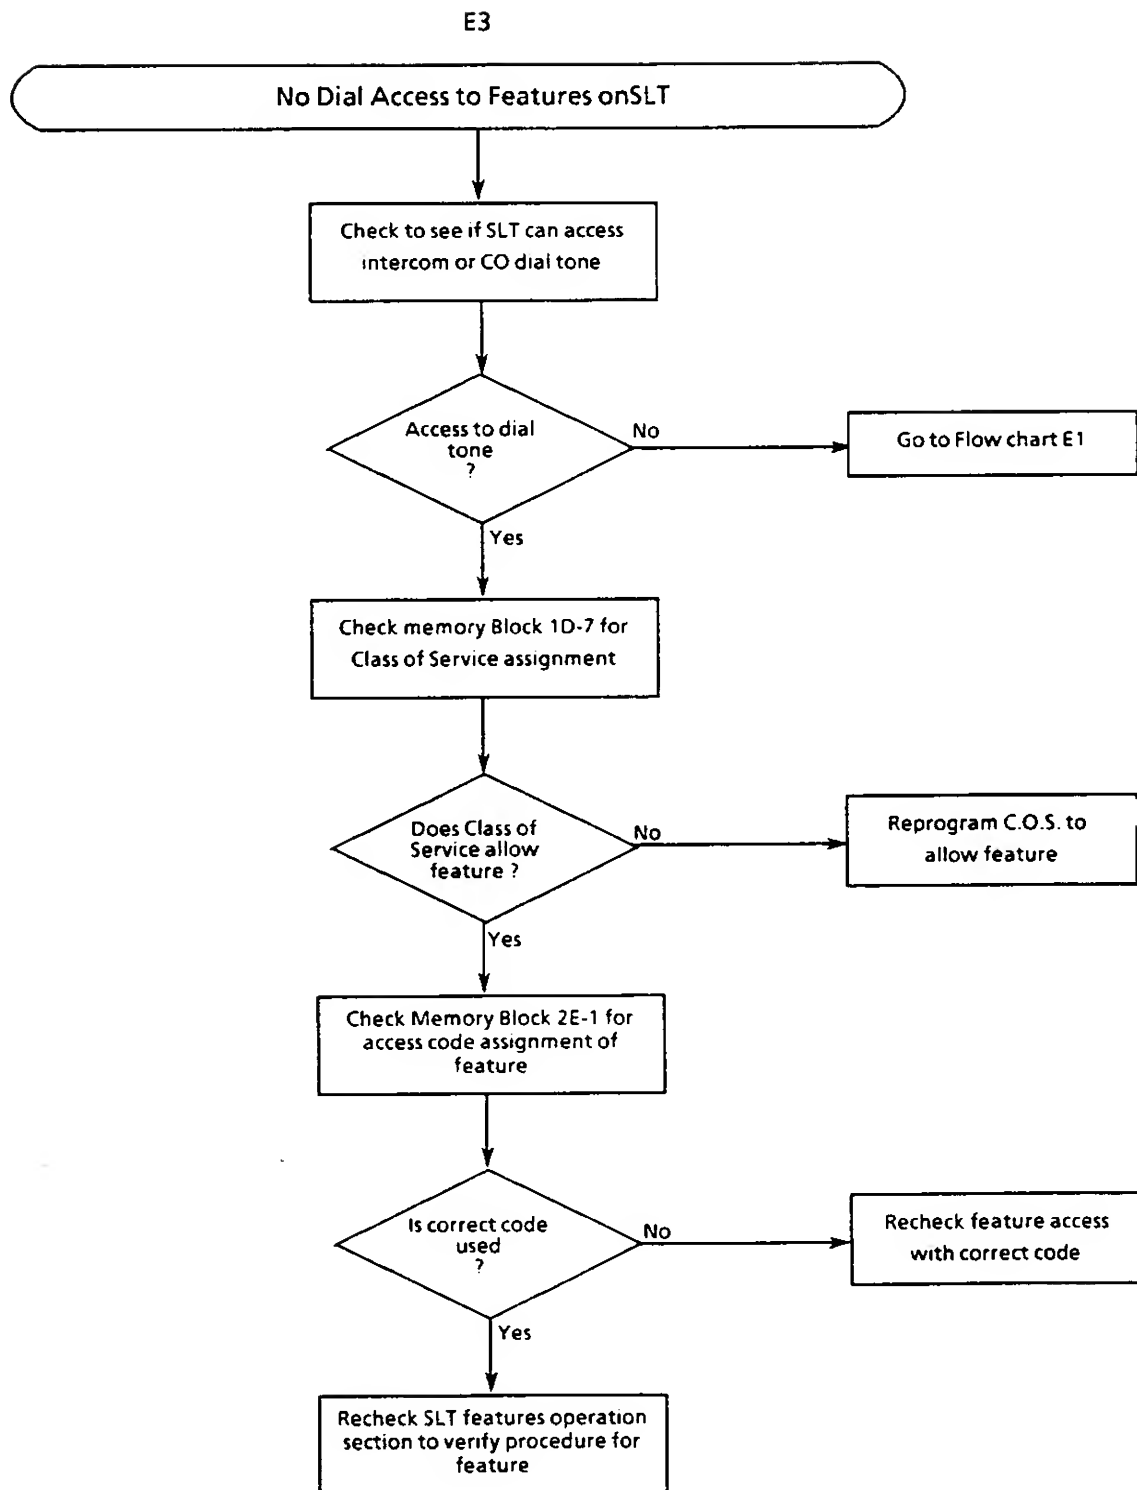 E3
No Dial Access to Features onSLT
Check to see if SLT can access
intercom or CO dial tone
Access to dial
tone
?
No
Go to Flow chart E1
Yes
Check memory Block 1D-7 for
Class of Service assignment
Does Class of
Service allow
feature ?
No
Reprogram C.O.S. to
allow feature
Yes
Check Memory Block 2E-1 for
access code assignment of
feature
Is correct code
used
?
No
Recheck feature access
with correct code
Yes
Recheck SLT features operation
section to verify procedure for
feature